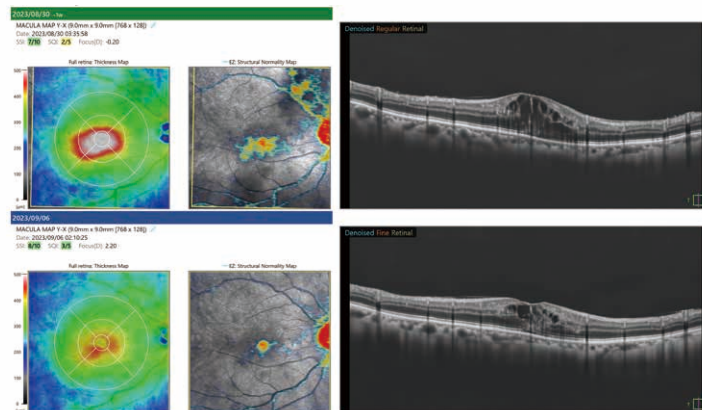 2023/08/30
MACULA MAP Y-X (9.0mm x 9.0mm [768 x 128])
Date: 2023/08/30 03:35:58
SSI: 7/10 SQI: 2/5 Focus(D): -0.20
Full retina: Thickness Map
EZ: Structural Normality Map
500
400
300
200
100
0
Denoised Regular Retinal
2023/09/06
MACULA MAP Y-X (9.0mm x 9.0mm [768 x 128])
Date: 2023/09/06 02:10:25
SSI: 8/10 SQI: 3/5 Focus(D): 2.20
Full retina: Thickness Map
EZ: Structural Normality Map
500
400
300
200
100
0
Denoised Fine Retinal